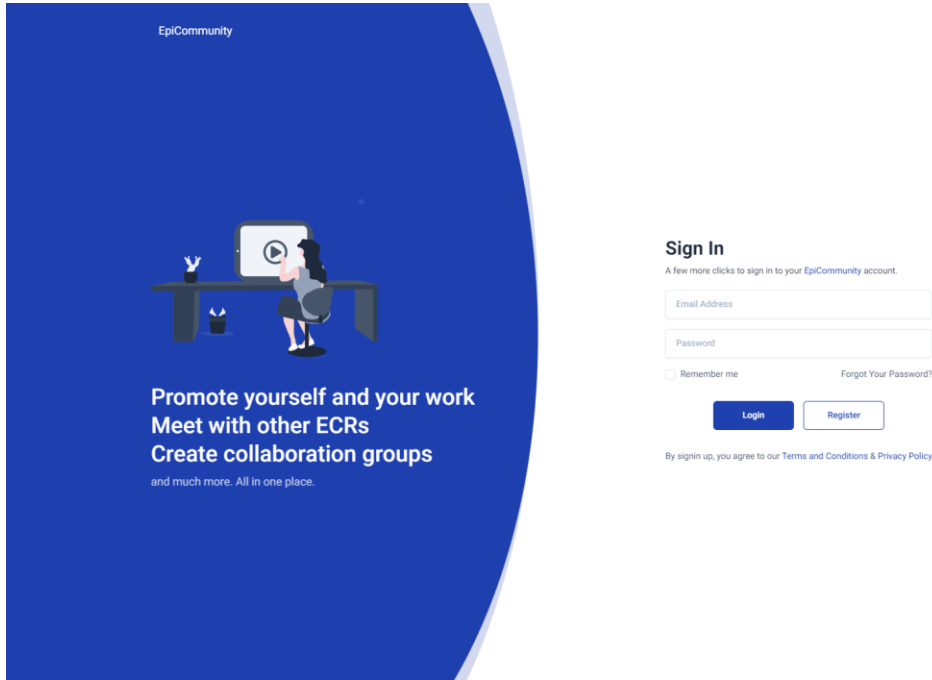 EpiCommunity
Promote yourself and your work
Meet with other ECRs
Create collaboration groups
and much more. All in one place.
Sign In
A few more clicks to sign in to your EpiCommunity account.
Email Address
Password
Remember me
Forgot Your Password?
Login
Register
By signin up, you agree to our Terms and Conditions & Privacy Policy